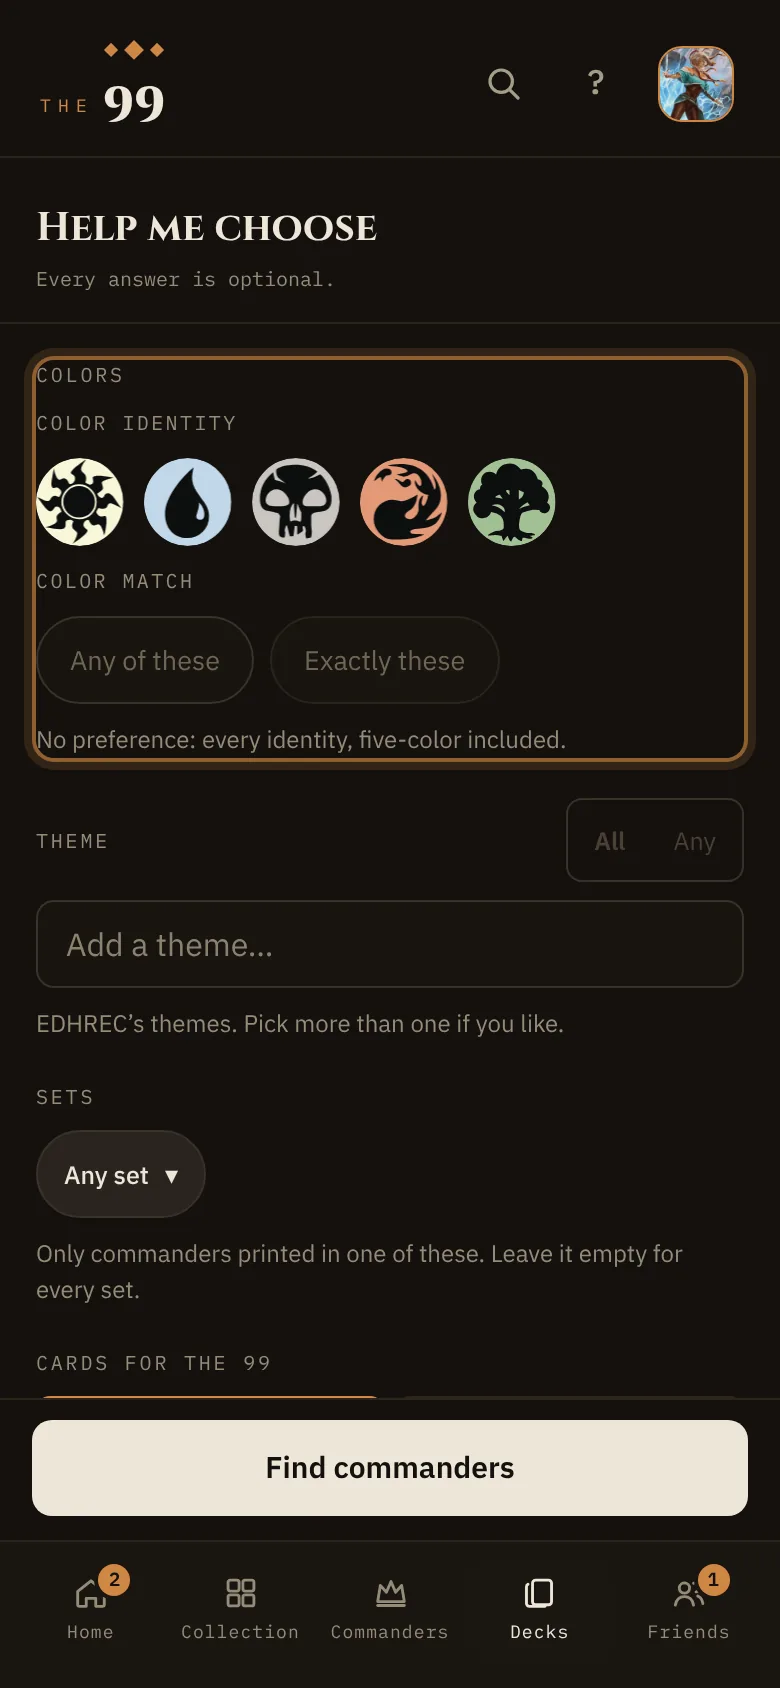 THE 99
?
Help me choose
Every answer is optional.
COLORS
COLOR IDENTITY
COLOR MATCH
Any of these
Exactly these
No preference: every identity, five-color included.
THEME
All
Any
Add a theme...
EDHREC’s themes. Pick more than one if you like.
SETS
Any set ▼
Only commanders printed in one of these. Leave it empty for
every set.
CARDS FOR THE 99
Find commanders
2
1
Home
Collection
Commanders
Decks
Friends